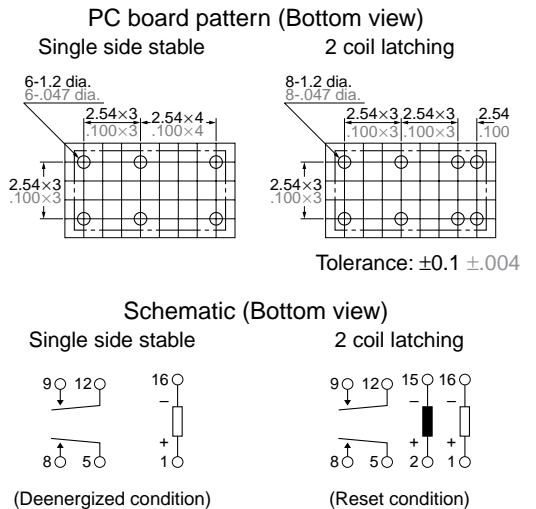 PC board pattern (Bottom view)
Single side stable
2 coil latching
6-1.2 dia.
6-.047 dia.
2.54×3 2.54×4
.100×3 .100×4
2.54×3
.100×3
8-1.2 dia.
8-.047 dia.
2.54×3 2.54×3 2.54
.100×3 .100×3 .100
2.54×3
.100×3
Tolerance: ±0.1 ±.004
Schematic (Bottom view)
Single side stable
2 coil latching
9 12 16
–
+
8 5 1
(Deenergized condition)
9 12 15 16
– –
+ +
8 5 2 1
(Reset condition)